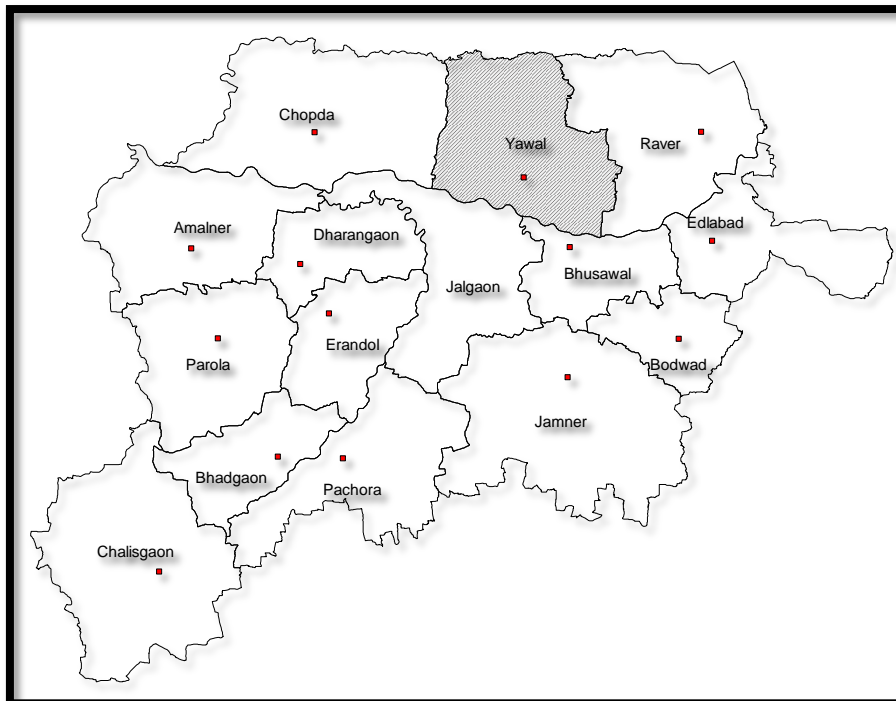 Chopda
Yawal
Raver
Amalner
Dharangaon
Edlabad
Jalgaon
Bhusawal
Erandol
Parola
Bodwad
Jamner
Bhadgaon
Pachora
Chalisgaon